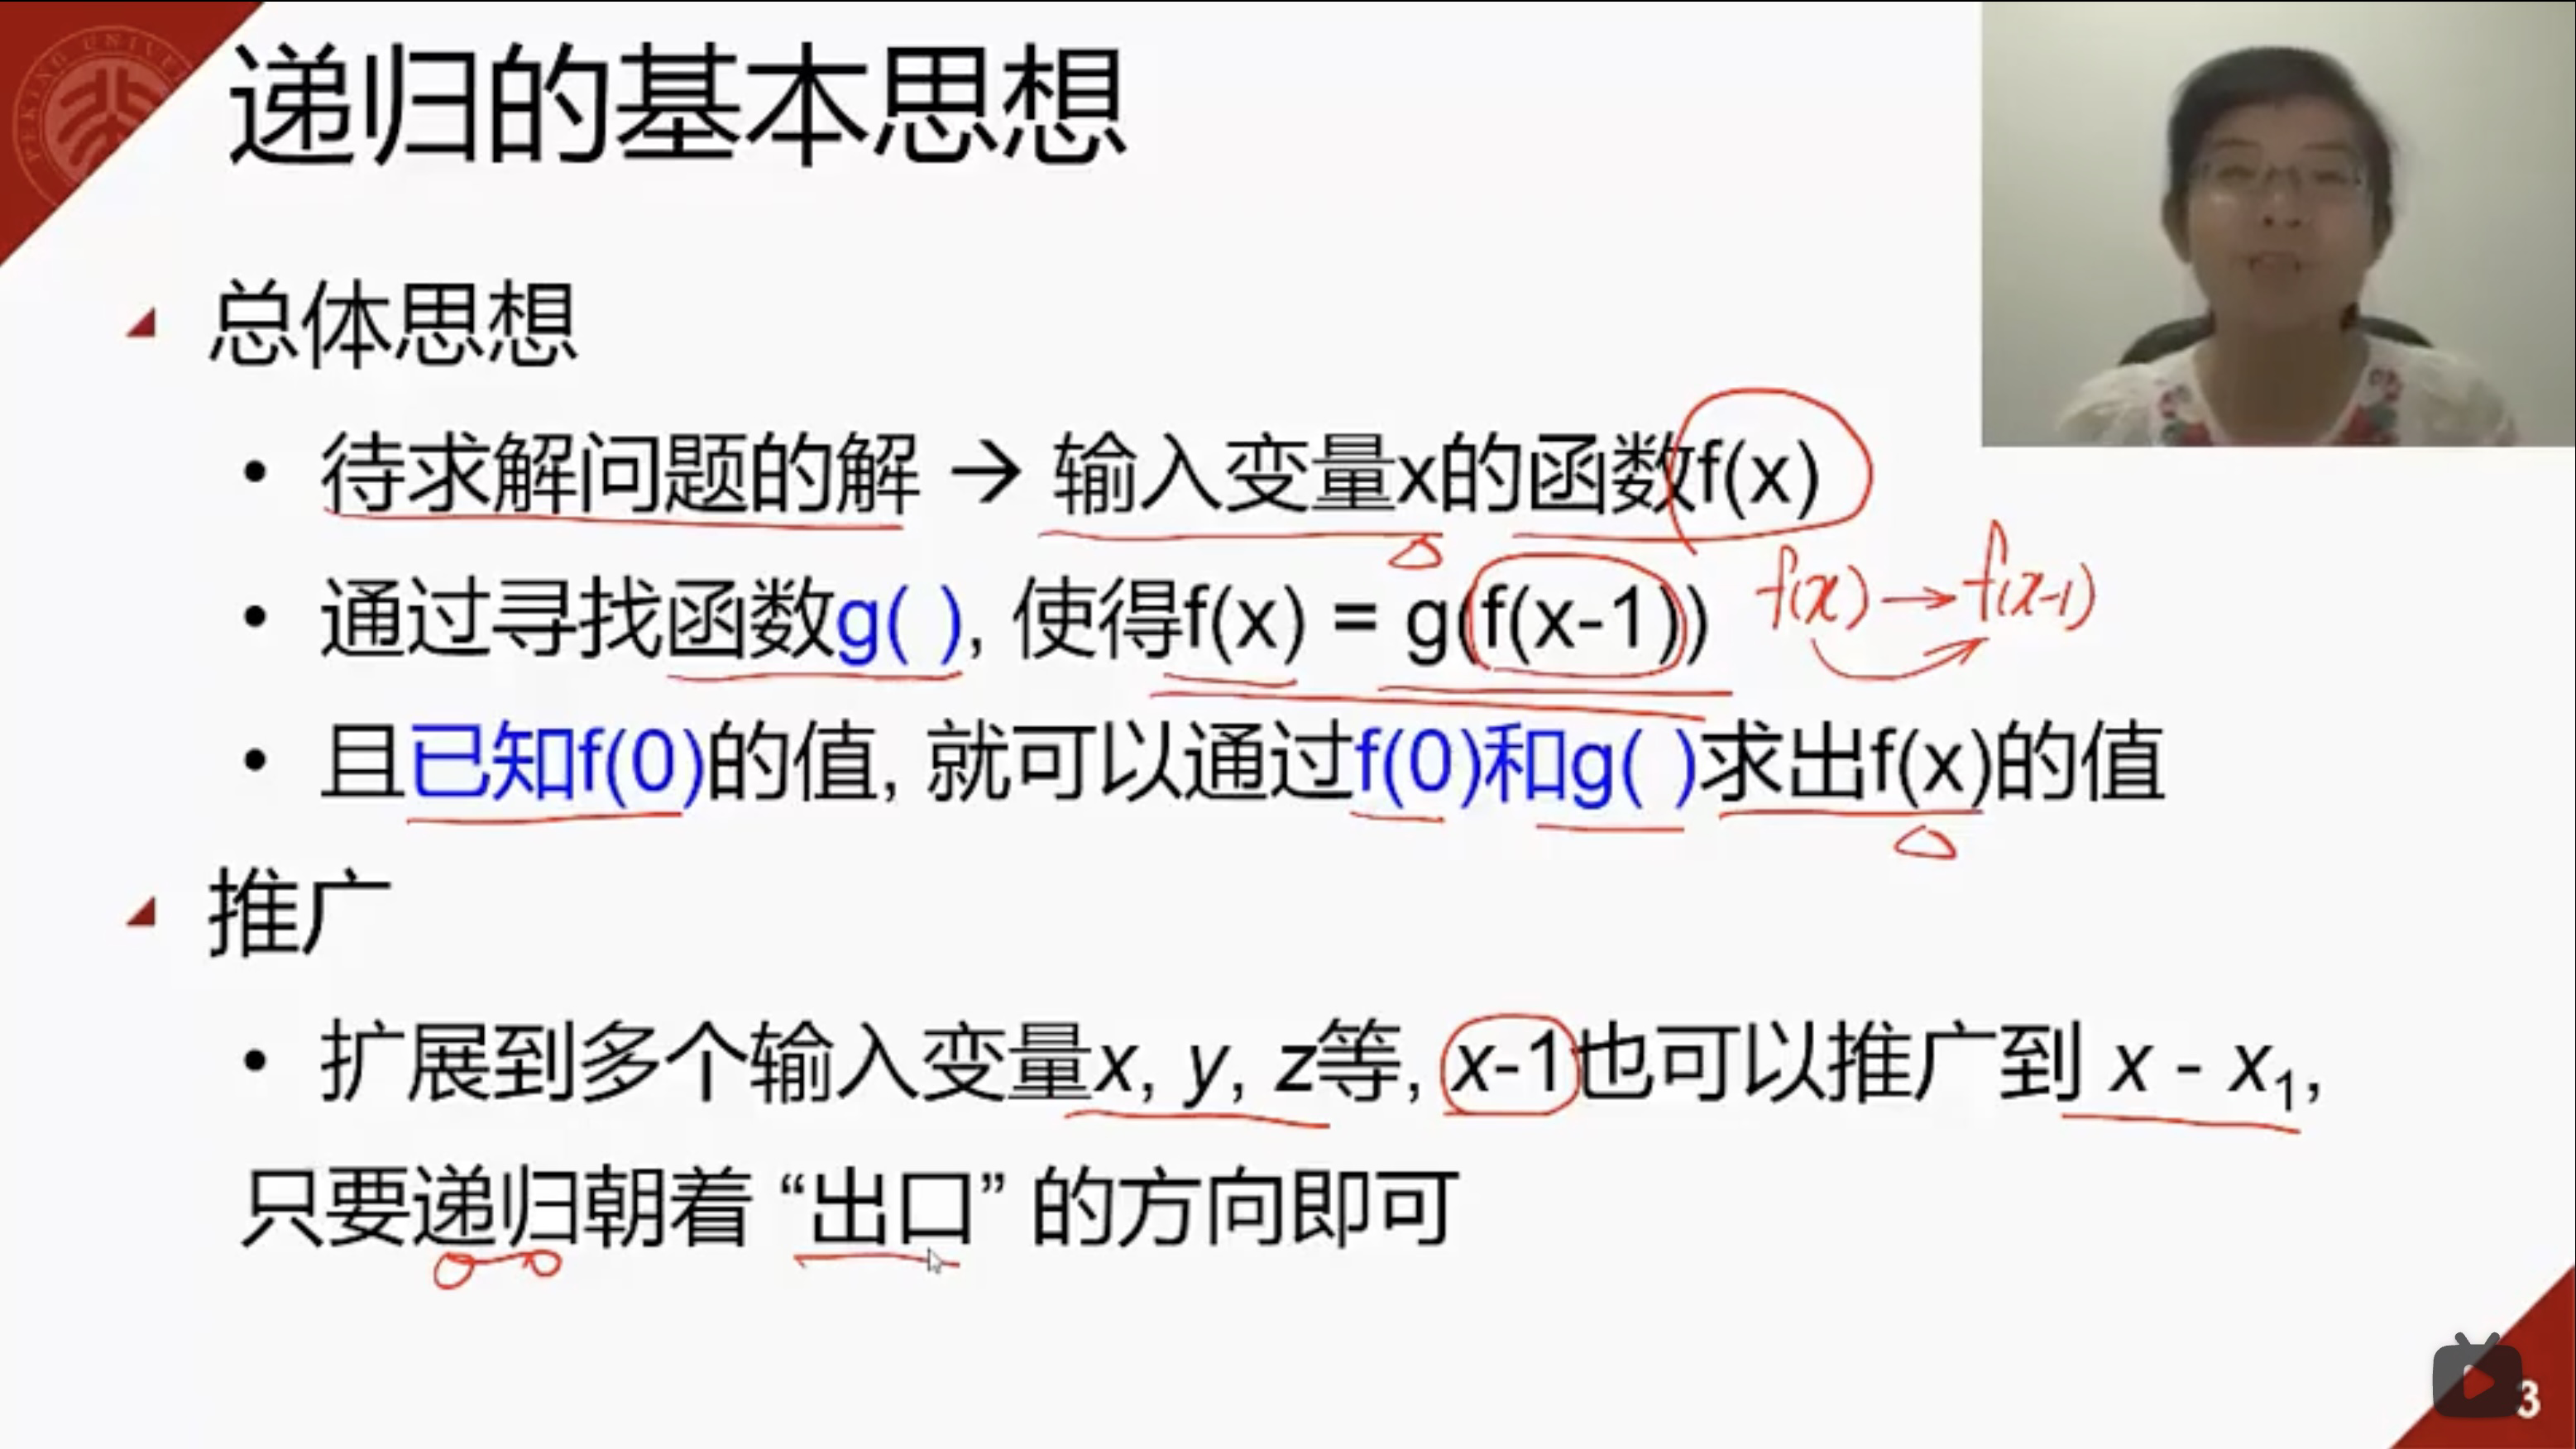 PEKING UNIVE
递归的基本思想
总体思想
• 待求解问题的解 → 输入变量x的函数f(x)
• 通过寻找函数g( ), 使得f(x) = g(f(x-1))
f(x) → f(x-1)
• 且已知f(0)的值, 就可以通过f(0)和g( )求出f(x)的值
推广
• 扩展到多个输入变量x, y, z等, x-1也可以推广到 x - x₁,
只要递归朝着 “出口” 的方向即可
3